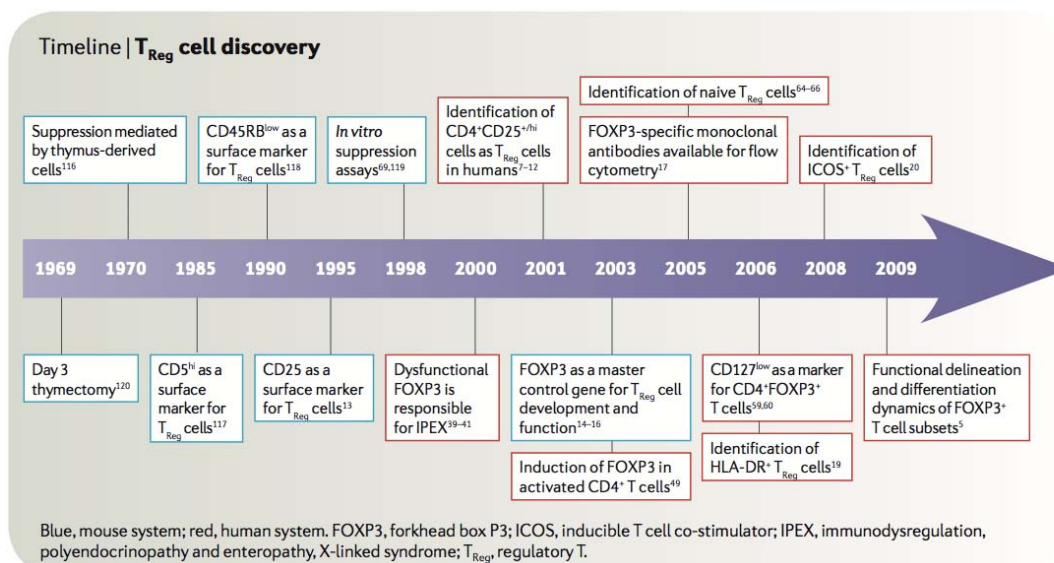 Timeline | TReg cell discovery
Suppression mediated
by thymus-derived
cells116
CD45RBlow as a
surface marker
for TReg cells118
In vitro
suppression
assays69,119
Identification of
CD4+CD25+/hi
cells as TReg cells
in humans7–12
Identification of naive TReg cells64–66
FOXP3-specific monoclonal
antibodies available for flow
cytometry17
Identification of
ICOS+ TReg cells20
1969 1970 1985 1990 1995 1998 2000 2001 2003 2005 2006 2008 2009
Day 3
thymectomy120
CD5hi as a
surface
marker for
TReg cells117
CD25 as a
surface marker
for TReg cells13
Dysfunctional
FOXP3 is
responsible
for IPEX39–41
FOXP3 as a master
control gene for TReg cell
development and
function14–16
Induction of FOXP3 in
activated CD4+ T cells49
CD127low as a marker
for CD4+FOXP3+
T cells59,60
Identification of
HLA-DR+ TReg cells19
Functional delineation
and differentiation
dynamics of FOXP3+
T cell subsets5
Blue, mouse system; red, human system. FOXP3, forkhead box P3; ICOS, inducible T cell co-stimulator; IPEX, immunodysregulation,
polyendocrinopathy and enteropathy, X-linked syndrome; TReg, regulatory T.